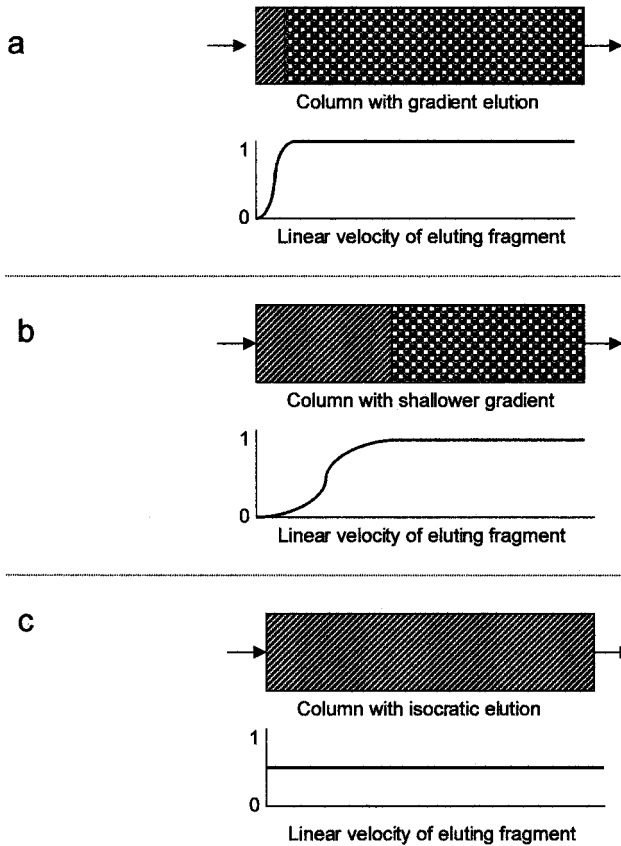 a
Column with gradient elution
1
0
Linear velocity of eluting fragment
b
Column with shallower gradient
1
0
Linear velocity of eluting fragment
c
Column with isocratic elution
1
0
Linear velocity of eluting fragment